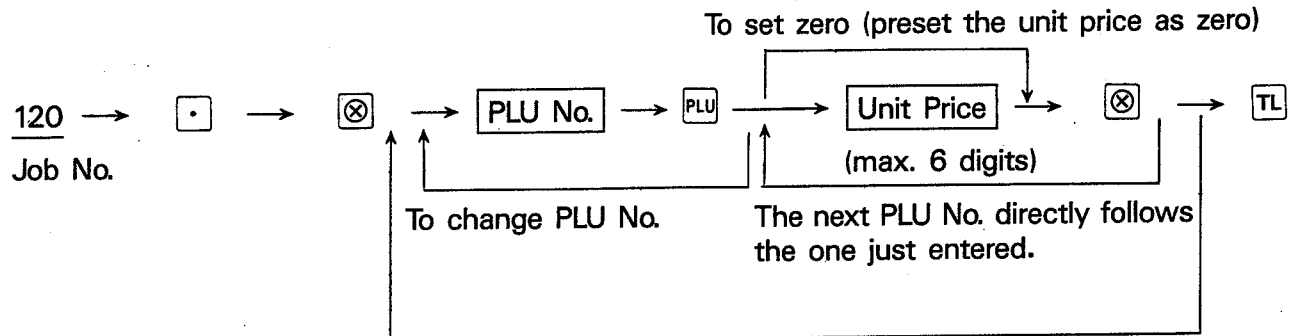 To set zero (preset the unit price as zero)
120 → · → ⊗ → PLU No. → PLU → Unit Price → ⊗ → TL
Job No.
(max. 6 digits)
To change PLU No.
The next PLU No. directly follows
the one just entered.